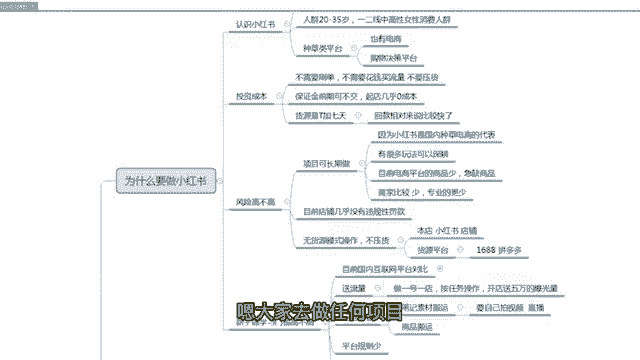 为什么要做小红书
认识小红书
人群20-35岁，一二线中高性女性消费人群
种草类平台
也有电商
购物决策平台
投资成本
不需要刷单，不需要花钱买流量 不要压货
保证金前期可不交，起店几乎0成本
货源靠T加七天
回款相对来说比较快了
风险高不高
项目可长期做
因为小红书是国内种草电商的代表
有很多玩法可以深耕
目前电商平台的商品少，急缺商品
商家比较 少，专业的更少
目前店铺几乎没有违规性罚款
无货源模式操作，不压货
本店 小红书 店铺
货源平台
1688 拼多多
目前国内互联网平台对比
送流量
做一号一店，按任务操作，开店送五万的曝光量
笔记素材搬运
要自己拍视频 直播
商品搬运
平台规则少
嗯大家去做任何项目